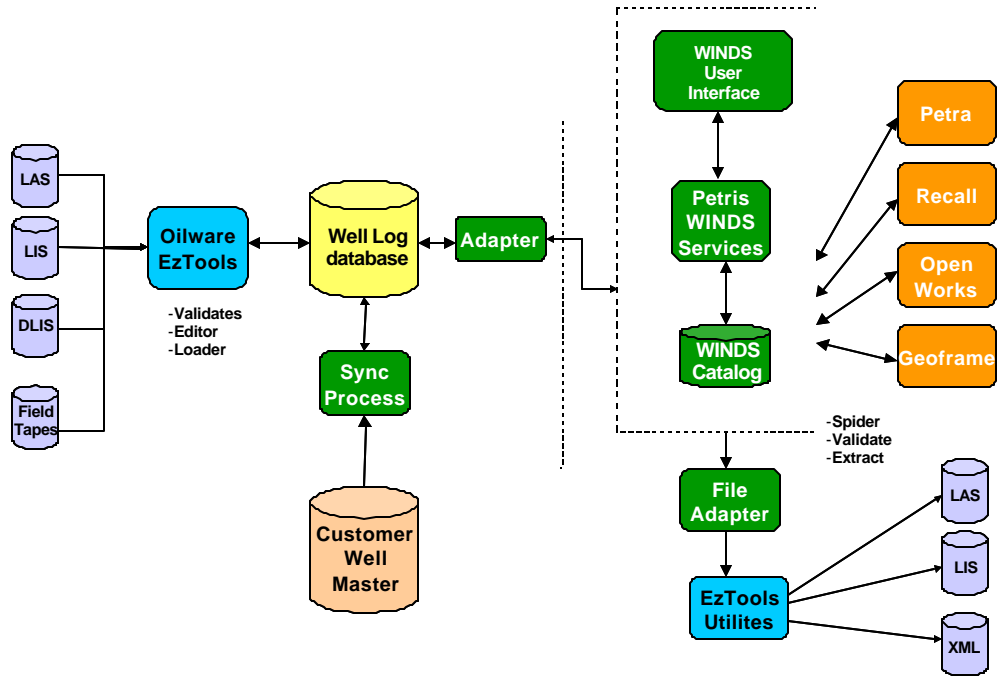 LAS
LIS
DLIS
Field
Tapes
Oilware
EzTools
-Validates
-Editor
-Loader
Well Log
database
Adapter
Sync
Process
Customer
Well
Master
WINDS
User
Interface
Petris
WINDS
Services
WINDS
Catalog
Petra
Recall
Open
Works
Geoframe
-Spider
-Validate
-Extract
File
Adapter
EzTools
Utilites
LAS
LIS
XML